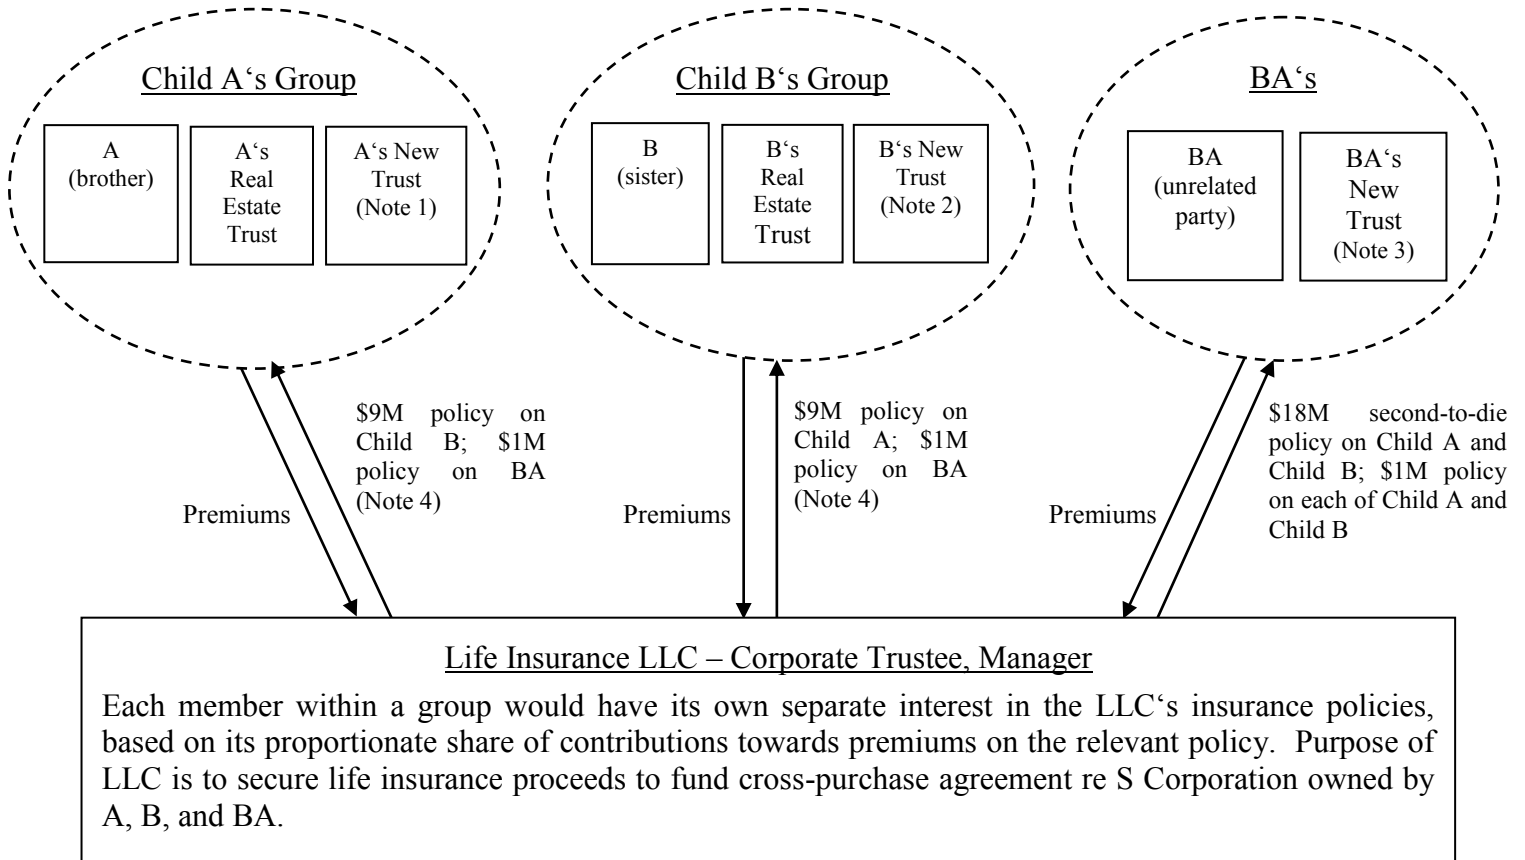 Child A‘s Group
A
(brother)
A‘s
Real
Estate
Trust
A‘s New
Trust
(Note 1)
Child B‘s Group
B
(sister)
B‘s
Real
Estate
Trust
B‘s New
Trust
(Note 2)
BA‘s
BA
(unrelated
party)
BA‘s
New
Trust
(Note 3)
Premiums
$9M policy on
Child B; $1M
policy on BA
(Note 4)
Premiums
$9M policy on
Child A; $1M
policy on BA
(Note 4)
Premiums
$18M second-to-die
policy on Child A and
Child B; $1M policy
on each of Child A and
Child B
Life Insurance LLC – Corporate Trustee, Manager
Each member within a group would have its own separate interest in the LLC‘s insurance policies,
based on its proportionate share of contributions towards premiums on the relevant policy. Purpose of
LLC is to secure life insurance proceeds to fund cross-purchase agreement re S Corporation owned by
A, B, and BA.